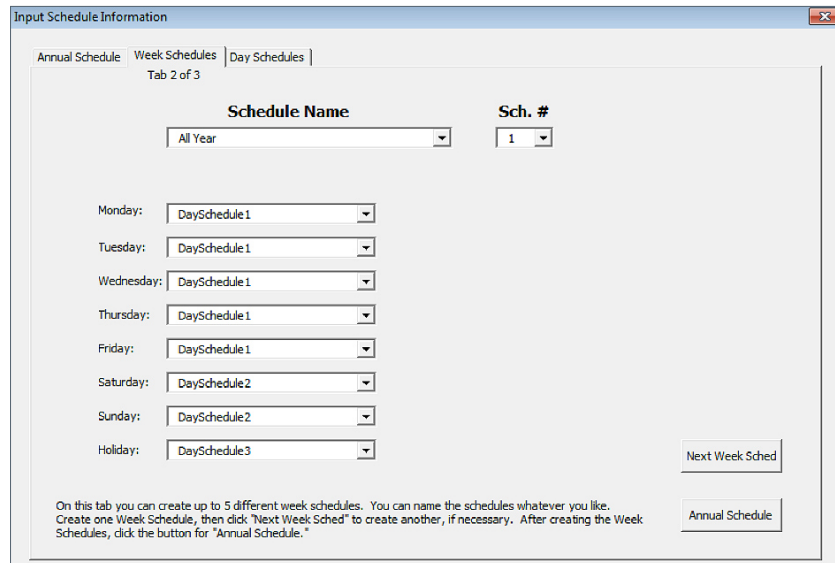 Input Schedule Information
Annual Schedule Week Schedules Day Schedules
Tab 2 of 3
Schedule Name Sch. #
All Year 1
Monday: DaySchedule1
Tuesday: DaySchedule1
Wednesday: DaySchedule1
Thursday: DaySchedule1
Friday: DaySchedule1
Saturday: DaySchedule2
Sunday: DaySchedule2
Holiday: DaySchedule3
Next Week Sched
On this tab you can create up to 5 different week schedules. You can name the schedules whatever you like.
Create one Week Schedule, then click "Next Week Sched" to create another, if necessary. After creating the Week
Schedules, click the button for "Annual Schedule."
Annual Schedule